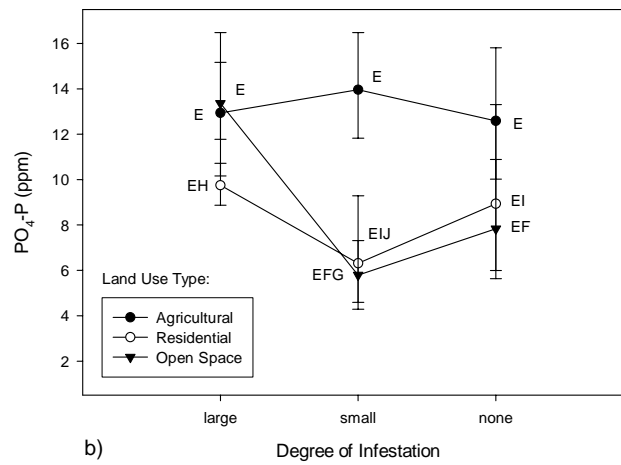 16
14
12
10
8
6
4
2
PO4-P (ppm)
E
E
E
E
EH
EIJ
EFG
EI
EF
Land Use Type:
Agricultural
Residential
Open Space
large small none
b) Degree of Infestation